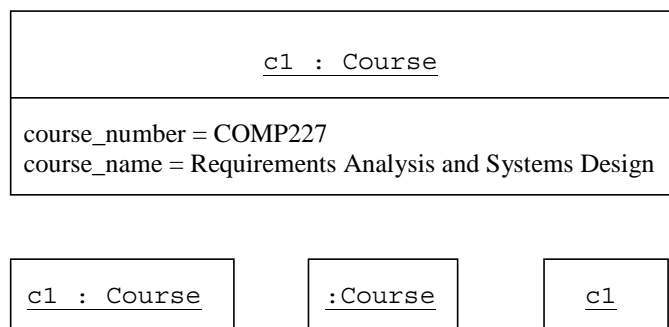 c1 : Course
course_number = COMP227
course_name = Requirements Analysis and Systems Design
c1 : Course
:Course
c1